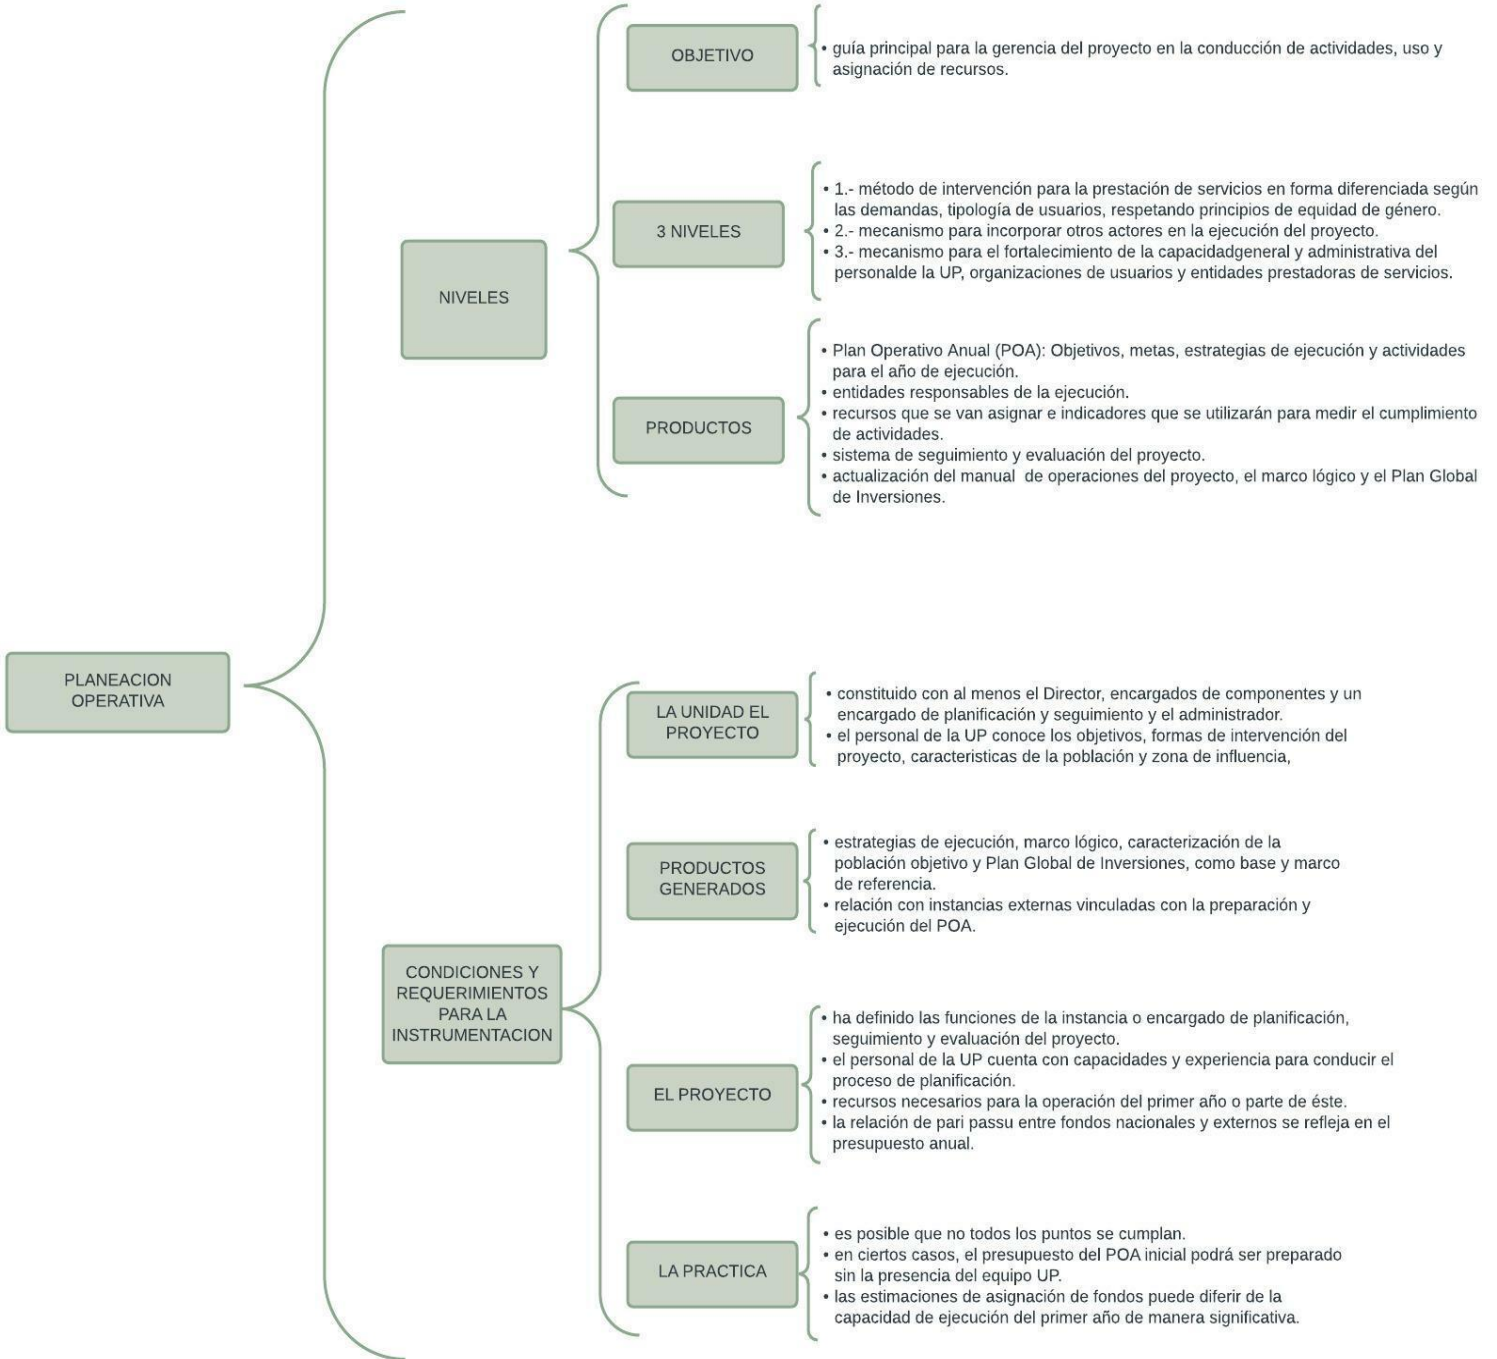 PLANEACION
OPERATIVA
NIVELES
OBJETIVO
• guía principal para la gerencia del proyecto en la conducción de actividades, uso y
asignación de recursos.
3 NIVELES
• 1.- método de intervención para la prestación de servicios en forma diferenciada según
las demandas, tipología de usuarios, respetando principios de equidad de género.
• 2.- mecanismo para incorporar otros actores en la ejecución del proyecto.
• 3.- mecanismo para el fortalecimiento de la capacidadgeneral y administrativa del
personalde la UP, organizaciones de usuarios y entidades prestadoras de servicios.
PRODUCTOS
• Plan Operativo Anual (POA): Objetivos, metas, estrategias de ejecución y actividades
para el año de ejecución.
• entidades responsables de la ejecución.
• recursos que se van asignar e indicadores que se utilizarán para medir el cumplimiento
de actividades.
• sistema de seguimiento y evaluación del proyecto.
• actualización del manual  de operaciones del proyecto, el marco lógico y el Plan Global
de Inversiones.
CONDICIONES Y
REQUERIMIENTOS
PARA LA
INSTRUMENTACION
LA UNIDAD EL
PROYECTO
• constituido con al menos el Director, encargados de componentes y un
encargado de planificación y seguimiento y el administrador.
• el personal de la UP conoce los objetivos, formas de intervención del
proyecto, caracteristicas de la población y zona de influencia,
PRODUCTOS
GENERADOS
• estrategias de ejecución, marco lógico, caracterización de la
población objetivo y Plan Global de Inversiones, como base y marco
de referencia.
• relación con instancias externas vinculadas con la preparación y
ejecución del POA.
EL PROYECTO
• ha definido las funciones de la instancia o encargado de planificación,
seguimiento y evaluación del proyecto.
• el personal de la UP cuenta con capacidades y experiencia para conducir el
proceso de planificación.
• recursos necesarios para la operación del primer año o parte de éste.
• la relación de pari passu entre fondos nacionales y externos se refleja en el
presupuesto anual.
LA PRACTICA
• es posible que no todos los puntos se cumplan.
• en ciertos casos, el presupuesto del POA inicial podrá ser preparado
sin la presencia del equipo UP.
• las estimaciones de asignación de fondos puede diferir de la
capacidad de ejecución del primer año de manera significativa.